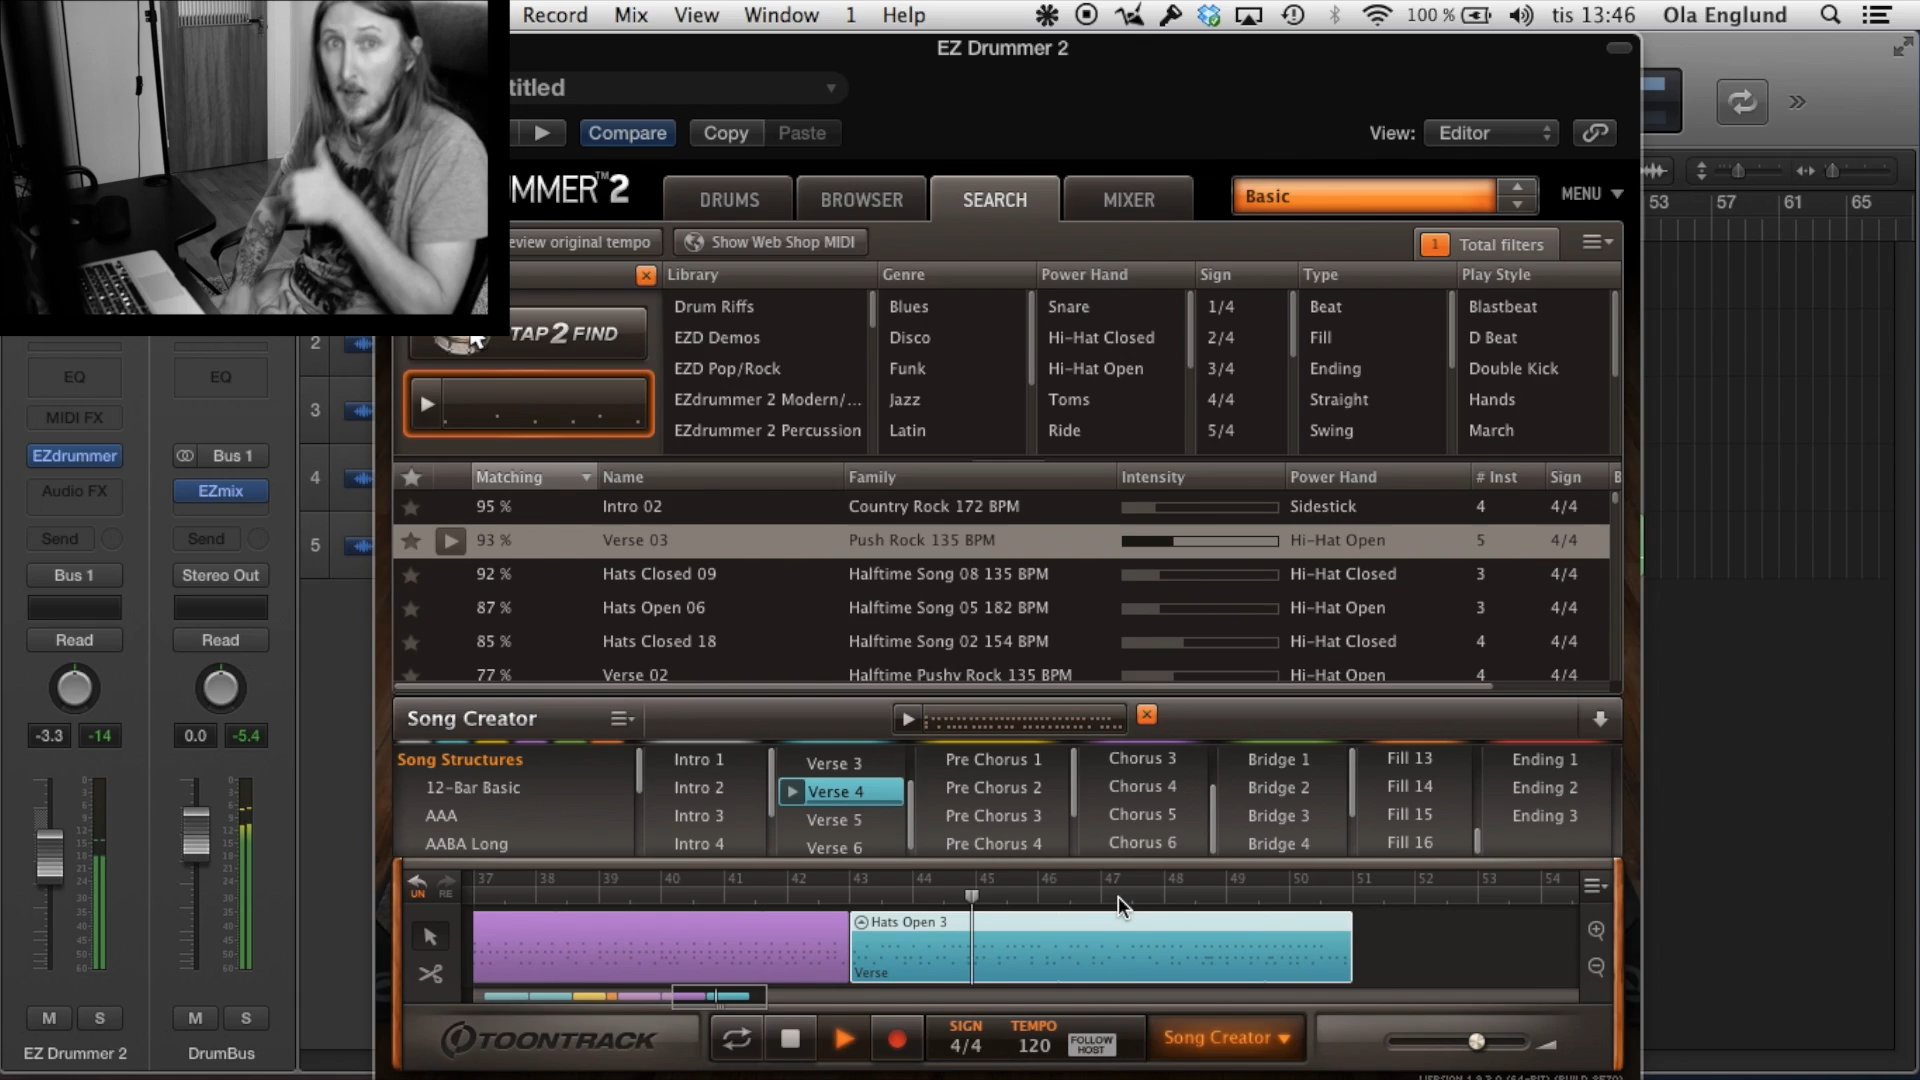 Record Mix View Window 1 Help 100 % tis 13:46 Ola Englund
EZ Drummer 2
titled
Compare Copy Paste View: Editor
MMER™2 DRUMS BROWSER SEARCH MIXER Basic MENU
53 57 61 65
eview original tempo Show Web Shop MIDI 1 Total filters
Library Genre Power Hand Sign Type Play Style
Drum Riffs Blues Snare 1/4 Beat Blastbeat
TAP2FIND EZD Demos Disco Hi-Hat Closed 2/4 Fill D Beat
EZD Pop/Rock Funk Hi-Hat Open 3/4 Ending Double Kick
EZdrummer 2 Modern/... Jazz Toms 4/4 Straight Hands
EZdrummer 2 Percussion Latin Ride 5/4 Swing March
2
EQ EQ
MIDI FX 3
EZdrummer Bus 1
Audio FX EZmix 4
Send Send 5
Bus 1 Stereo Out
Read Read
-3.3 -14 0.0 -5.4
Matching Name Family Intensity Power Hand # Inst Sign B
95 % Intro 02 Country Rock 172 BPM Sidestick 4 4/4
93 % Verse 03 Push Rock 135 BPM Hi-Hat Open 5 4/4
92 % Hats Closed 09 Halftime Song 08 135 BPM Hi-Hat Closed 3 4/4
87 % Hats Open 06 Halftime Song 05 182 BPM Hi-Hat Open 3 4/4
85 % Hats Closed 18 Halftime Song 02 154 BPM Hi-Hat Closed 4 4/4
77 % Verse 02 Halftime Pushy Rock 135 BPM Hi-Hat Open 4 4/4
Song Creator
Song Structures Intro 1 Verse 3 Pre Chorus 1 Chorus 3 Bridge 1 Fill 13 Ending 1
12-Bar Basic Intro 2 Verse 4 Pre Chorus 2 Chorus 4 Bridge 2 Fill 14 Ending 2
AAA Intro 3 Verse 5 Pre Chorus 3 Chorus 5 Bridge 3 Fill 15 Ending 3
AABA Long Intro 4 Verse 6 Pre Chorus 4 Chorus 6 Bridge 4 Fill 16
UN RE 37 38 39 40 41 42 43 44 45 46 47 48 49 50 51 52 53 54
Hats Open 3
Verse
M S M S
EZ Drummer 2 DrumBus
TOONTRACK SIGN 4/4 TEMPO 120 FOLLOW HOST Song Creator